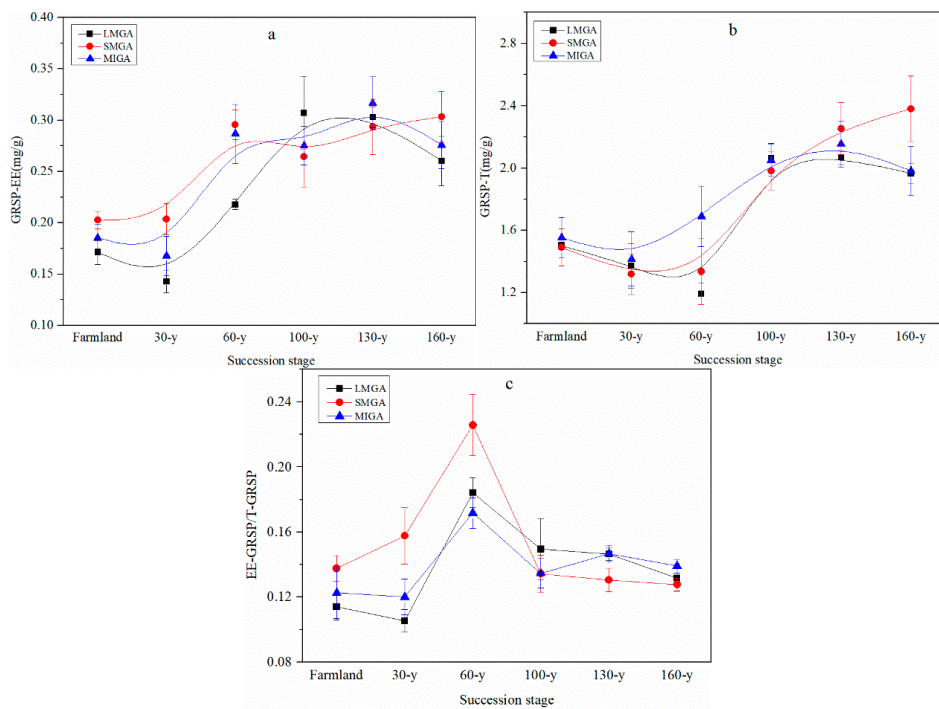 a
LMGA
SMGA
MIGA
GRSP-EE(mg/g)
0.40
0.35
0.30
0.25
0.20
0.15
0.10
Farmland 30-y 60-y 100-y 130-y 160-y
Succession stage
b
LMGA
SMGA
MIGA
GRSP-T(mg/g)
2.8
2.4
2.0
1.6
1.2
Farmland 30-y 60-y 100-y 130-y 160-y
Succession stage
c
LMGA
SMGA
MIGA
EE-GRSP/T-GRSP
0.24
0.20
0.16
0.12
0.08
Farmland 30-y 60-y 100-y 130-y 160-y
Succession stage